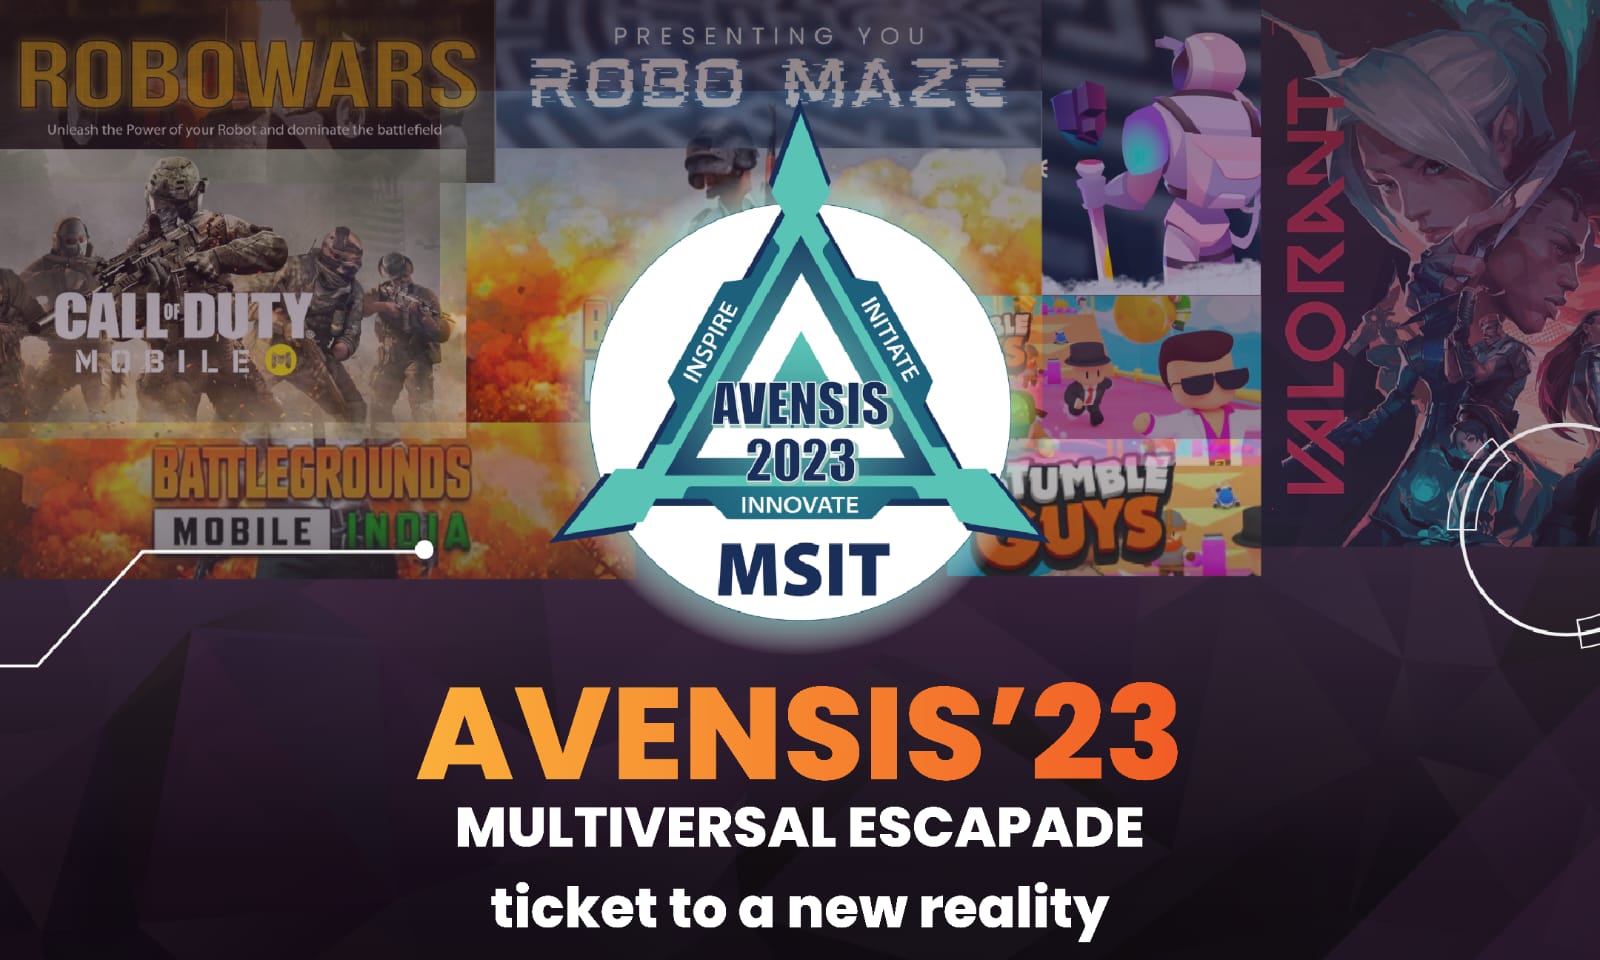 ROBOWARS
Unleash the Power of your Robot and dominate the battlefield
PRESENTING YOU
ROBO MAZE
CALL OF DUTY
MOBILE
VALORANT
BATTLEGROUNDS
MOBILE INDIA
STUMBLE
GUYS
INSPIRE
INITIATE
AVENSIS
2023
INNOVATE
MSIT
AVENSIS’23
MULTIVERSAL ESCAPADE
ticket to a new reality